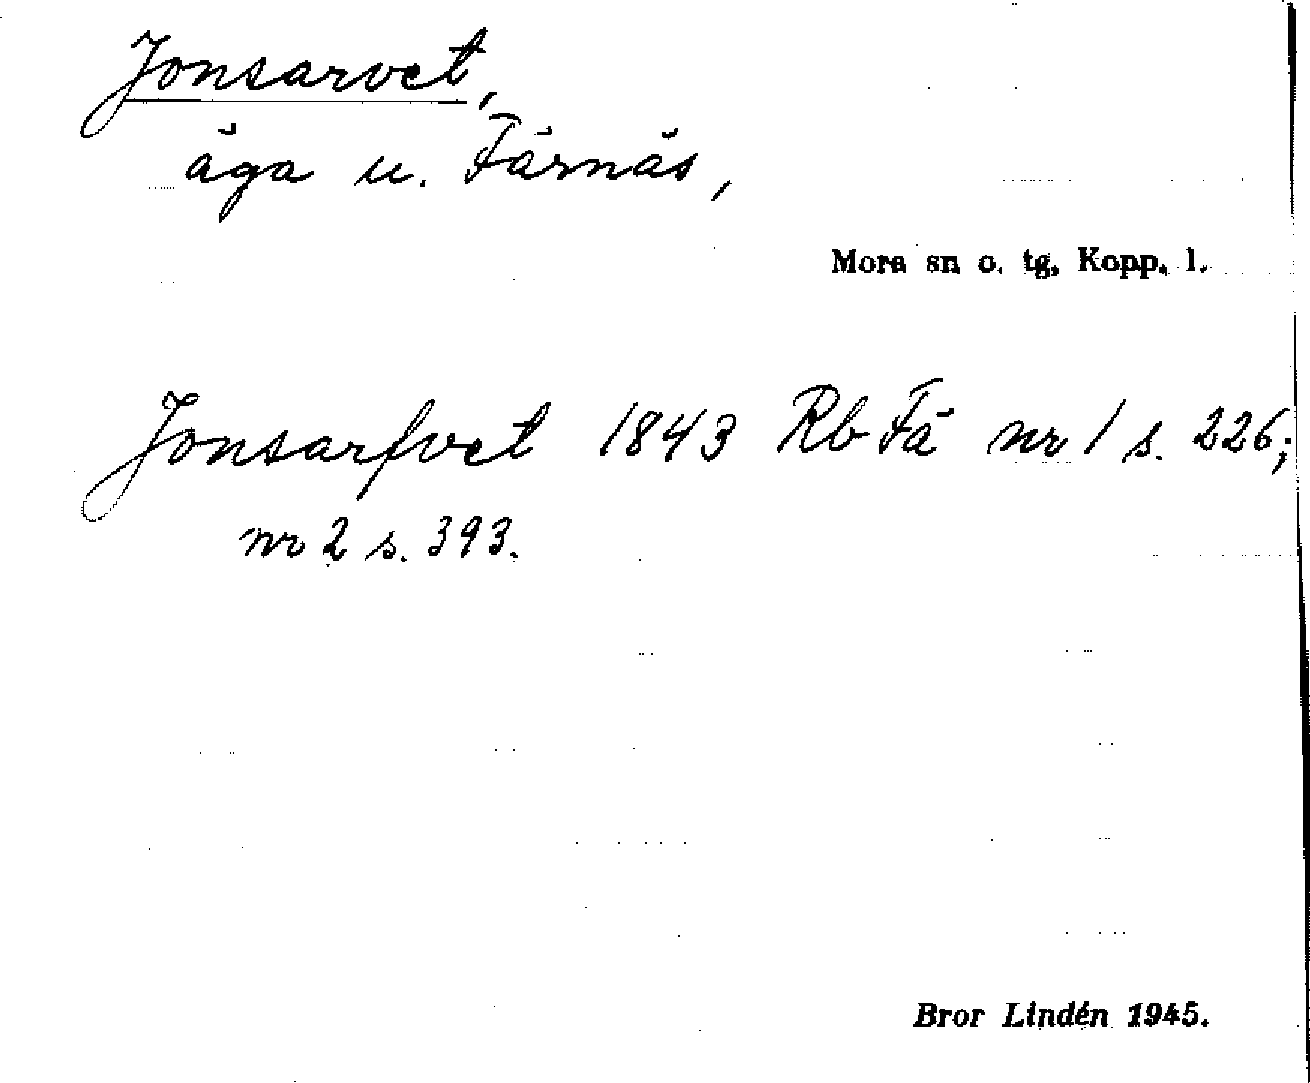 Jonsarvet,
äga u. Färnäs,
Mora sn o. tg, Kopp. l.
Jonsarfvet 1843 Rb Fä nr 1 s. 226;
nr 2 s. 393.
Bror Lindén 1945.